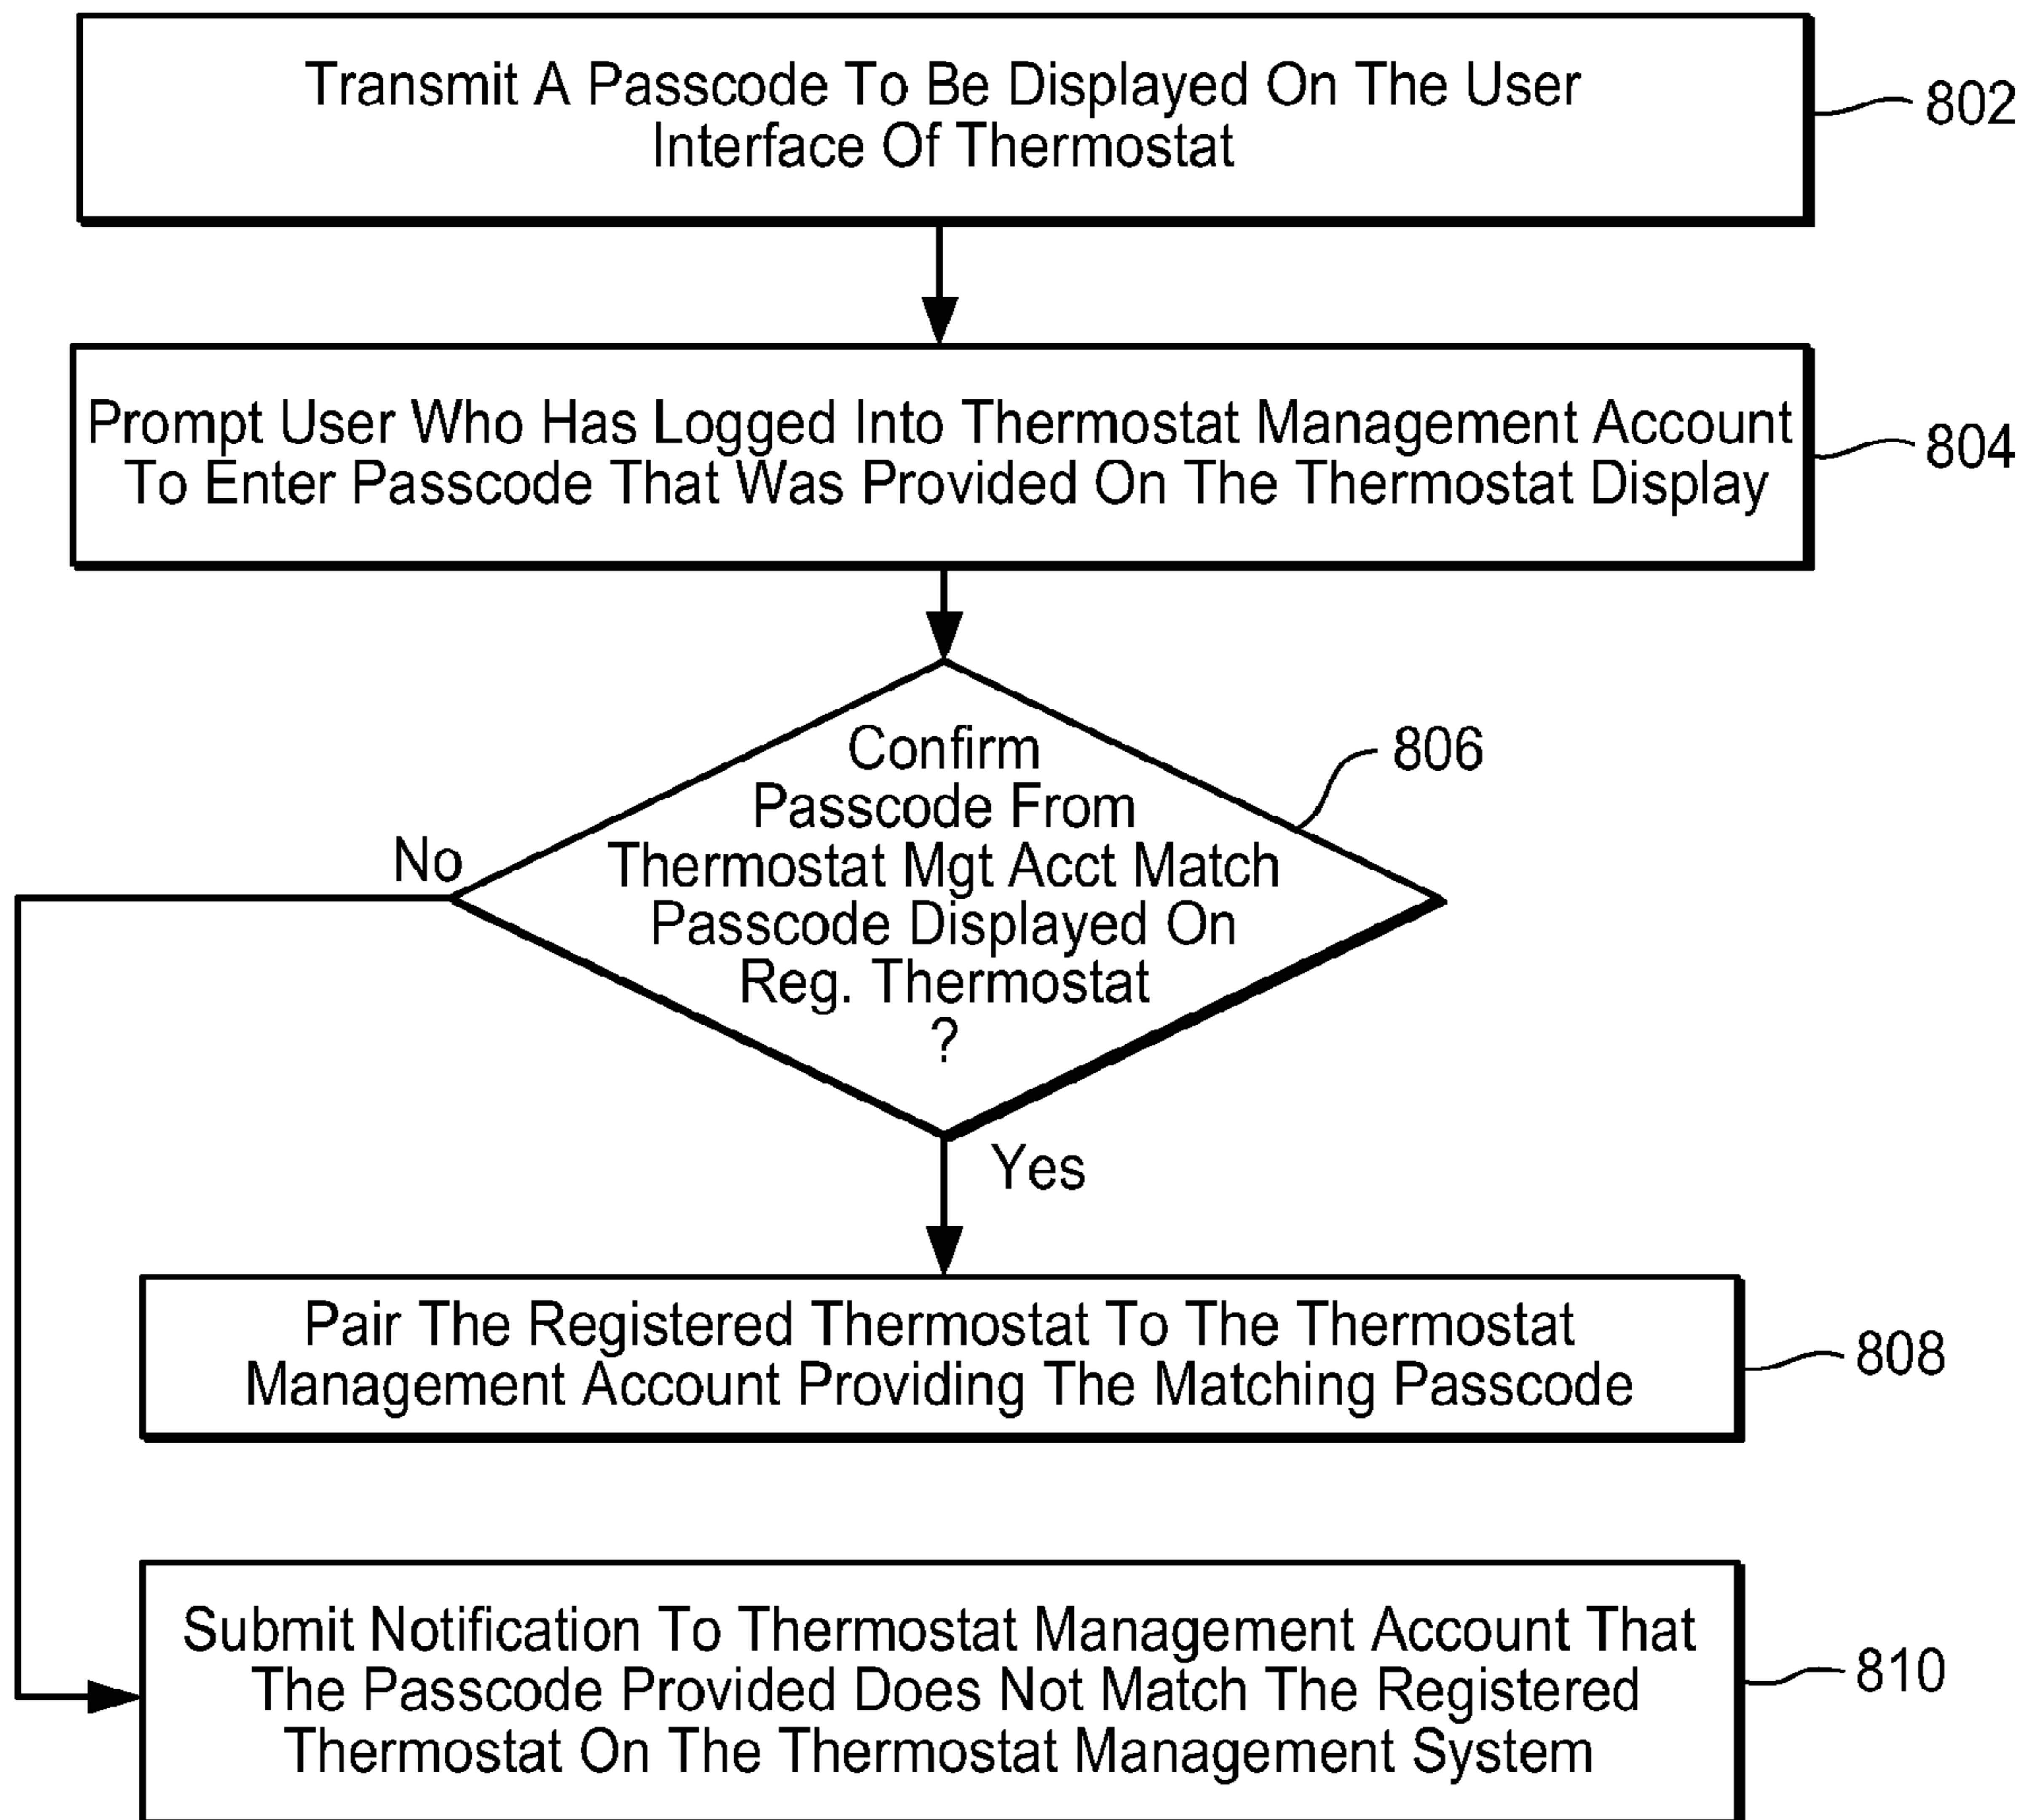 Transmit A Passcode To Be Displayed On The User
Interface Of Thermostat
802
Prompt User Who Has Logged Into Thermostat Management Account
To Enter Passcode That Was Provided On The Thermostat Display
804
Confirm
Passcode From
Thermostat Mgt Acct Match
Passcode Displayed On
Reg. Thermostat
?
806
No
Yes
Pair The Registered Thermostat To The Thermostat
Management Account Providing The Matching Passcode
808
Submit Notification To Thermostat Management Account That
The Passcode Provided Does Not Match The Registered
Thermostat On The Thermostat Management System
810